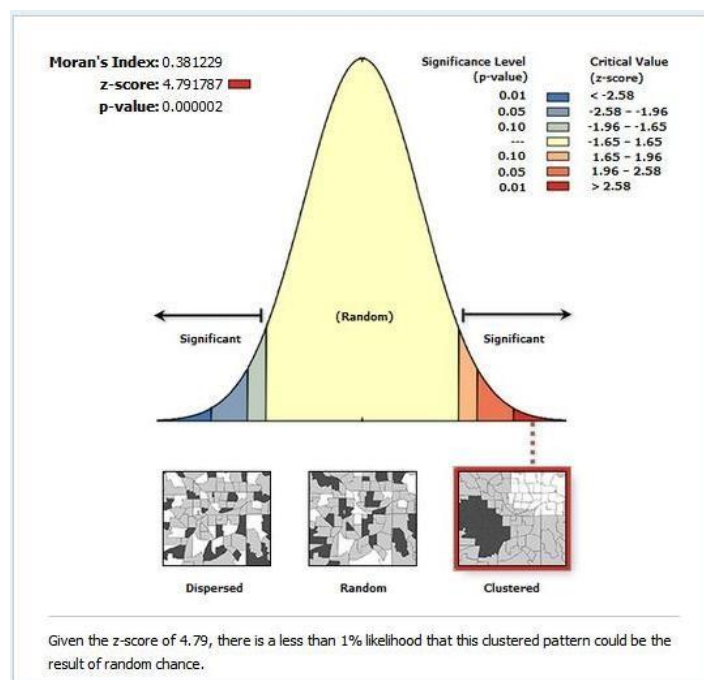 Moran's Index: 0.381229
z-score: 4.791787
p-value: 0.000002
Significance Level
(p-value)
Critical Value
(z-score)
0.01 < -2.58
0.05 -2.58 – -1.96
0.10 -1.96 – -1.65
--- -1.65 – 1.65
0.10 1.65 – 1.96
0.05 1.96 – 2.58
0.01 > 2.58
Significant
(Random)
Significant
Dispersed
Random
Clustered
Given the z-score of 4.79, there is a less than 1% likelihood that this clustered pattern could be the
result of random chance.